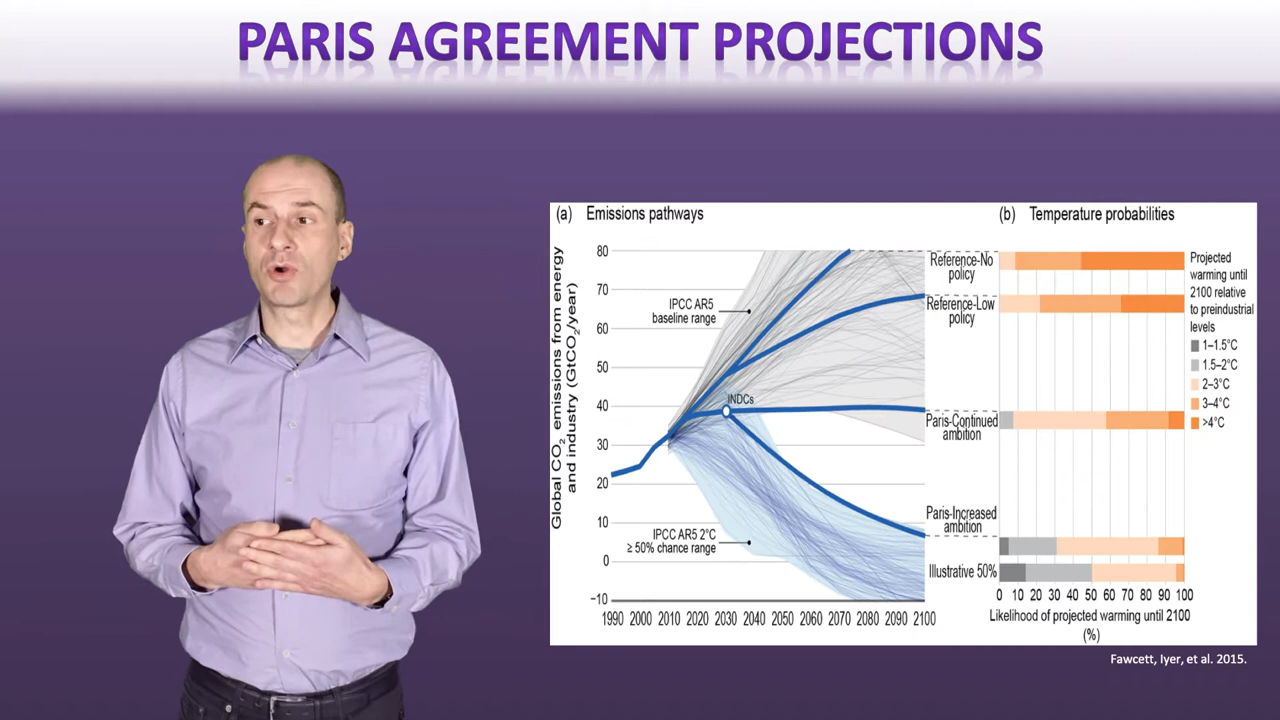 PARIS AGREEMENT PROJECTIONS
(a) Emissions pathways
Global CO2 emissions from energy
and industry (GtCO2/year)
80
70
60
50
40
30
20
10
0
−10
IPCC AR5
baseline range
INDCs
IPCC AR5 2°C
≥ 50% chance range
1990 2000 2010 2020 2030 2040 2050 2060 2070 2080 2090 2100
(b) Temperature probabilities
Reference-No
policy
Reference-Low
policy
Paris-Continued
ambition
Paris-Increased
ambition
Illustrative 50%
0 10 20 30 40 50 60 70 80 90 100
Likelihood of projected warming until 2100
(%)
Projected
warming until
2100 relative
to preindustrial
levels
1–1.5°C
1.5–2°C
2–3°C
3–4°C
>4°C
Fawcett, Iyer, et al. 2015.